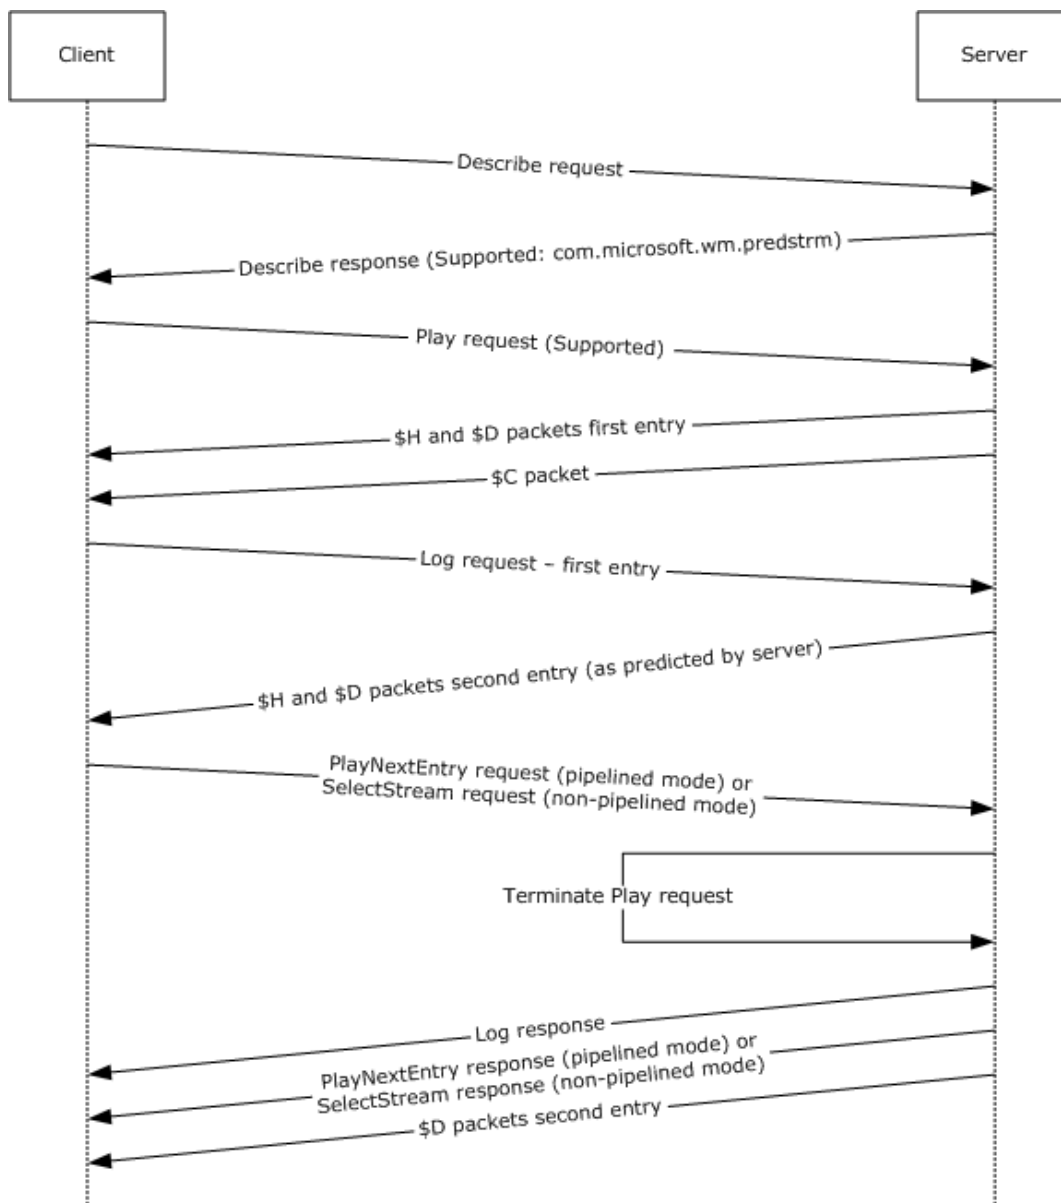 Client
Server
Describe request
Describe response (Supported: com.microsoft.wm.predstrm)
Play request (Supported)
$H and $D packets first entry
$C packet
Log request – first entry
$H and $D packets second entry (as predicted by server)
PlayNextEntry request (pipelined mode) or
SelectStream request (non-pipelined mode)
Terminate Play request
Log response
PlayNextEntry response (pipelined mode) or
SelectStream response (non-pipelined mode)
$D packets second entry